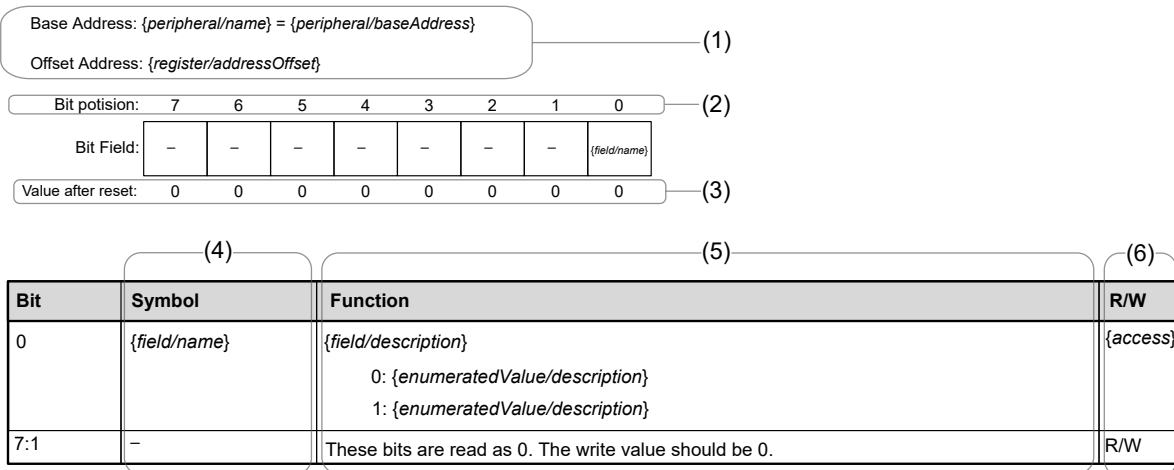 Base Address: {peripheral/name} = {peripheral/baseAddress}
(1)
Offset Address: {register/addressOffset}
Bit potision: 7 6 5 4 3 2 1 0 (2)
Bit Field: – – – – – – – {field/name}
Value after reset: 0 0 0 0 0 0 0 0 (3)
(4) (5) (6)
Bit Symbol Function R/W
0 {field/name} {field/description} {access}
0: {enumeratedValue/description}
1: {enumeratedValue/description}
7:1 – These bits are read as 0. The write value should be 0. R/W